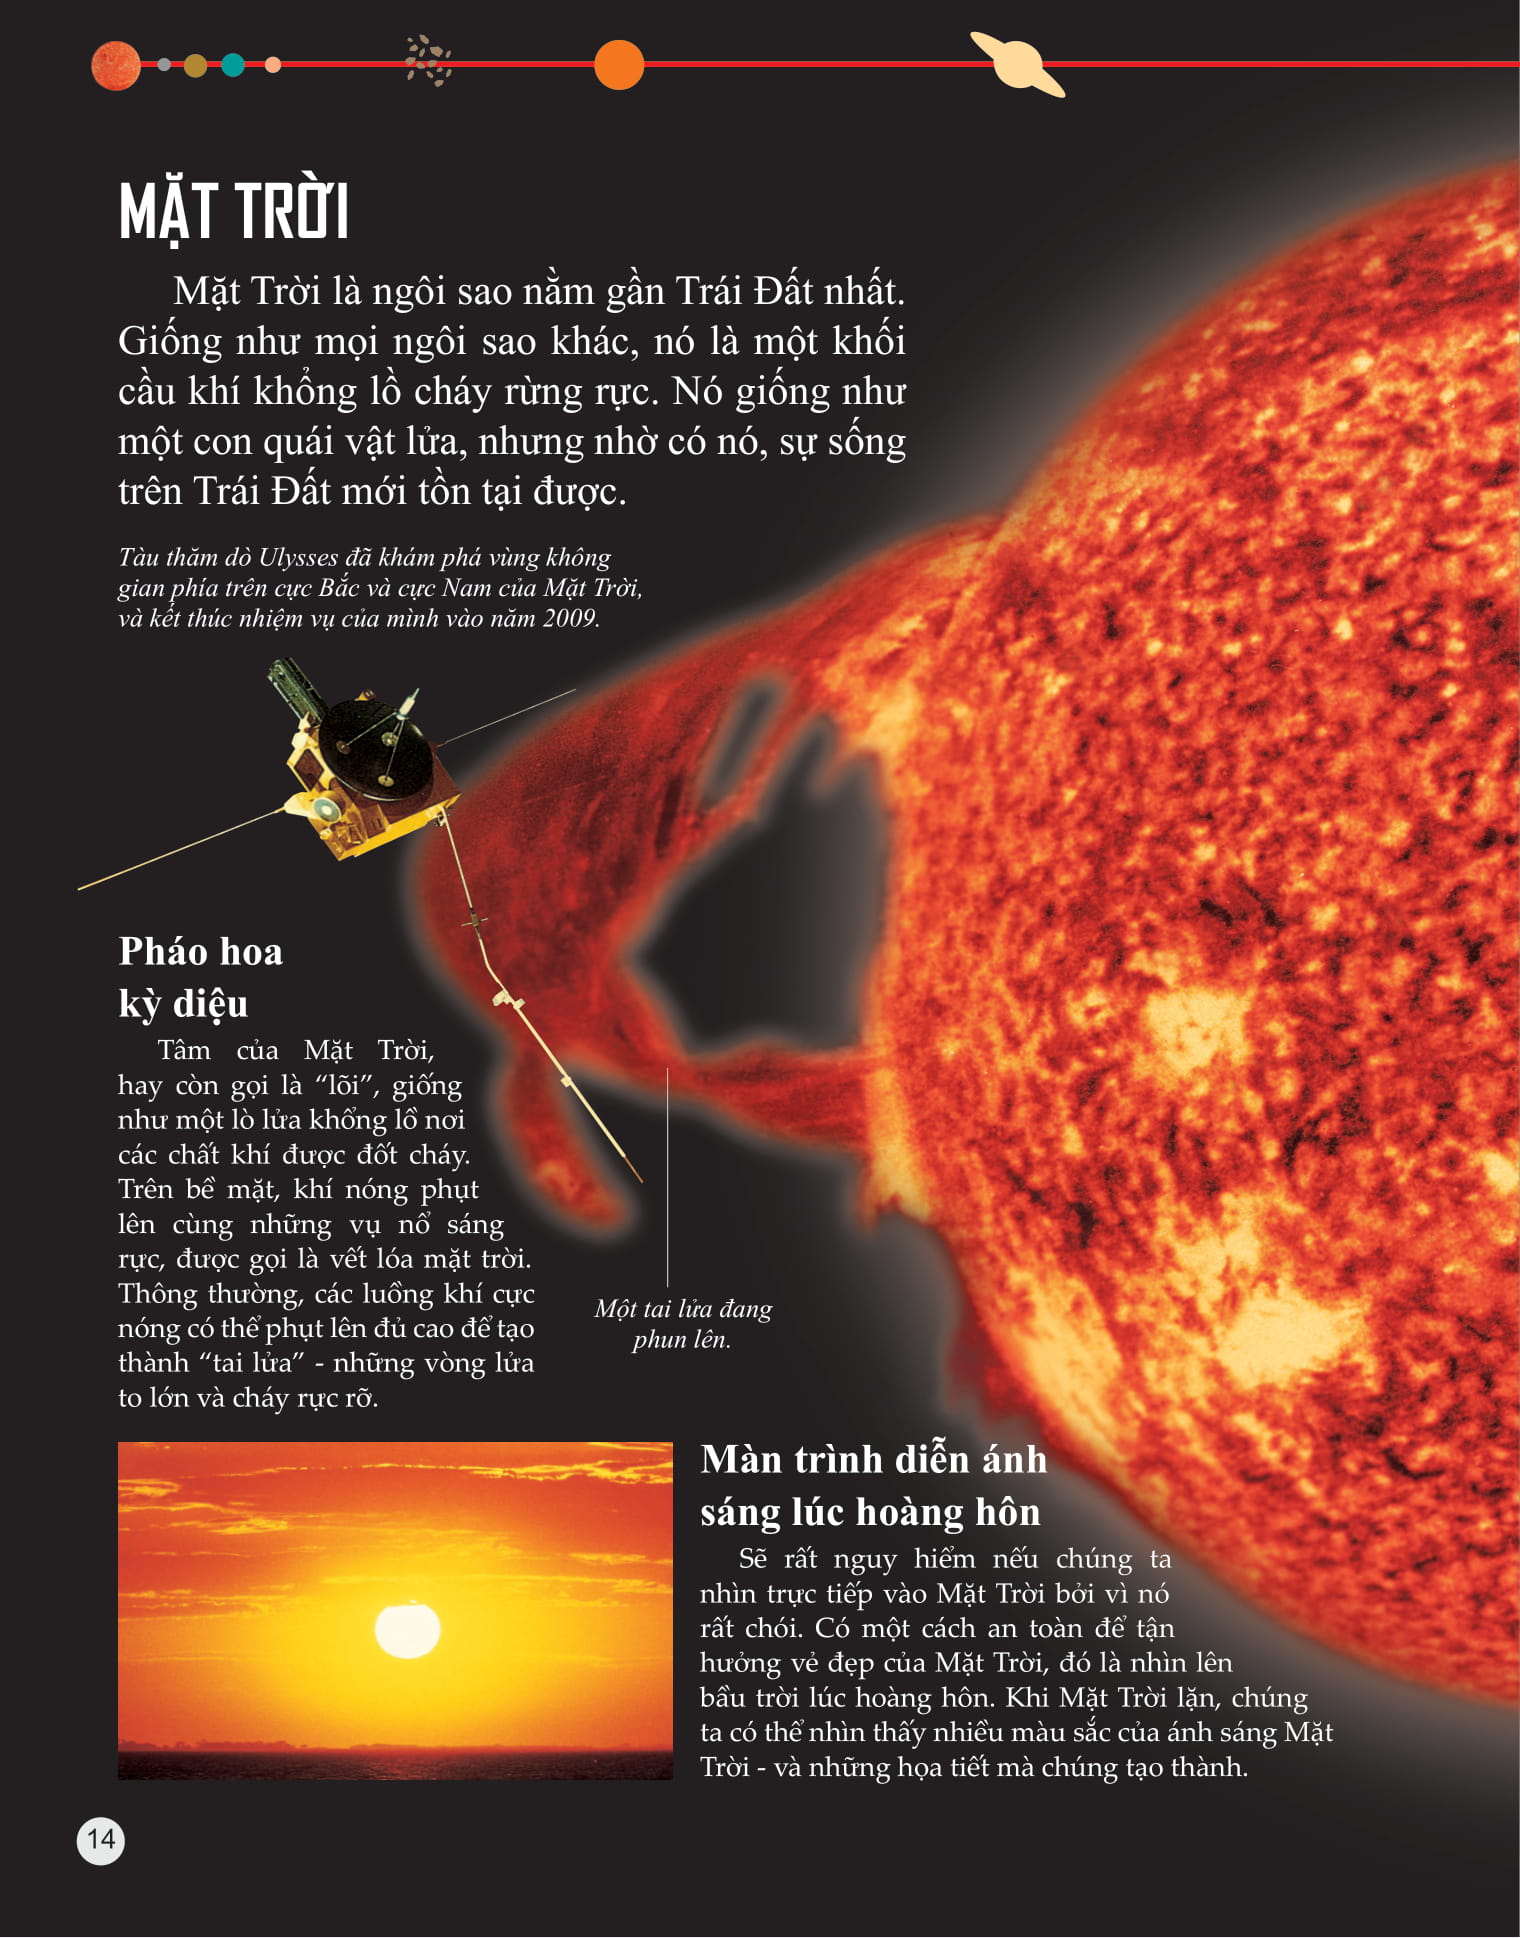 MẶT TRỜI
Mặt Trời là ngôi sao nằm gần Trái Đất nhất.
Giống như mọi ngôi sao khác, nó là một khối
cầu khí khổng lồ cháy rừng rực. Nó giống như
một con quái vật lửa, nhưng nhờ có nó, sự sống
trên Trái Đất mới tồn tại được.
Tàu thăm dò Ulysses đã khám phá vùng không
gian phía trên cực Bắc và cực Nam của Mặt Trời,
và kết thúc nhiệm vụ của mình vào năm 2009.
Pháo hoa
kỳ diệu
Tâm của Mặt Trời,
hay còn gọi là “lõi”, giống
như một lò lửa khổng lồ nơi
các chất khí được đốt cháy.
Trên bề mặt, khí nóng phụt
lên cùng những vụ nổ sáng
rực, được gọi là vết lóa mặt trời.
Thông thường, các luồng khí cực
nóng có thể phụt lên đủ cao để tạo
thành “tai lửa” - những vòng lửa
to lớn và cháy rực rỡ.
Một tai lửa đang
phun lên.
Màn trình diễn ánh
sáng lúc hoàng hôn
Sẽ rất nguy hiểm nếu chúng ta
nhìn trực tiếp vào Mặt Trời bởi vì nó
rất chói. Có một cách an toàn để tận
hưởng vẻ đẹp của Mặt Trời, đó là nhìn lên
bầu trời lúc hoàng hôn. Khi Mặt Trời lặn, chúng
ta có thể nhìn thấy nhiều màu sắc của ánh sáng Mặt
Trời - và những họa tiết mà chúng tạo thành.
14